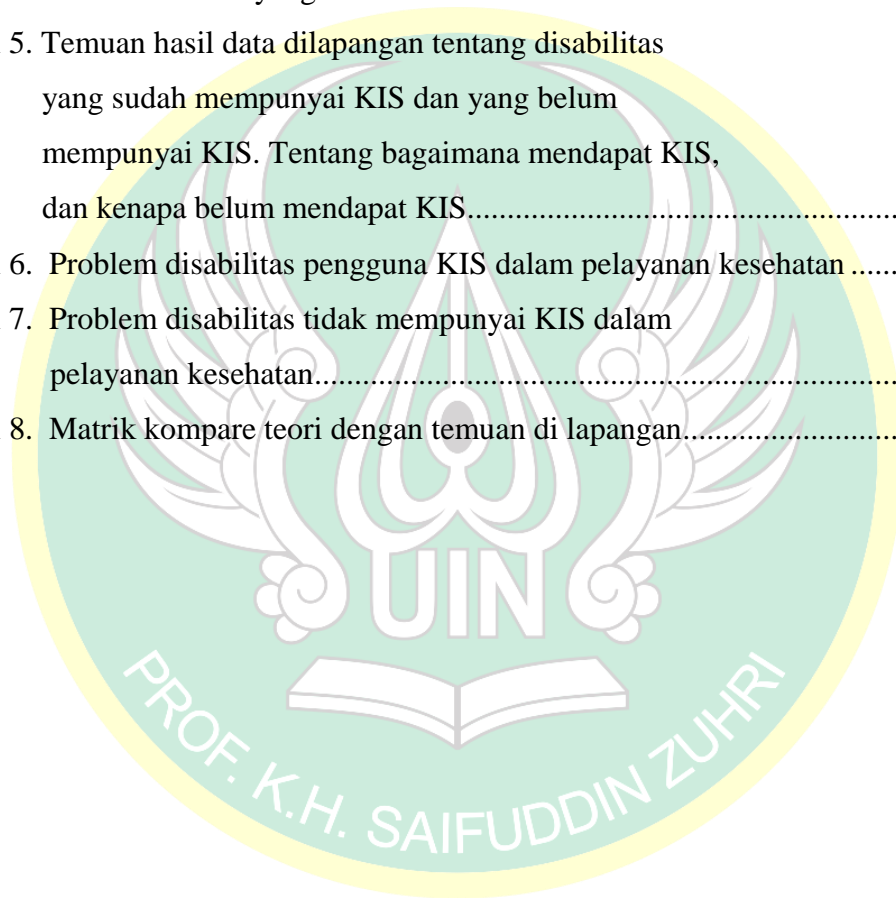 yang
5. Temuan hasil data dilapangan tentang disabilitas
yang sudah mempunyai KIS dan yang belum
mempunyai KIS. Tentang bagaimana mendapat KIS,
dan kenapa belum mendapat KIS......................................................
6. Problem disabilitas pengguna KIS dalam pelayanan kesehatan ......
7. Problem disabilitas tidak mempunyai KIS dalam
pelayanan kesehatan.........................................................................
8. Matrik kompare teori dengan temuan di lapangan...........................
UIN
PROF. K.H. SAIFUDDIN ZUHRI